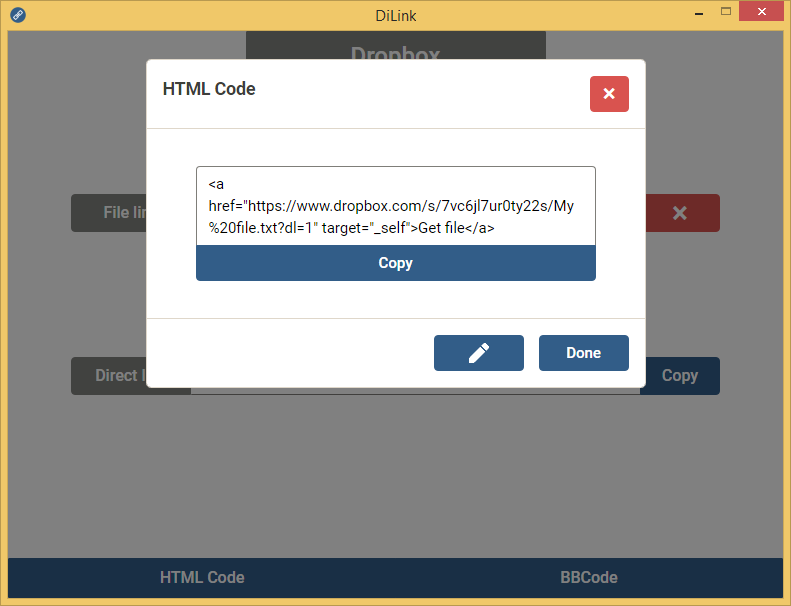 DiLink
Dropbox
HTML Code
File lin
<a
href="https://www.dropbox.com/s/7vc6jl7ur0ty22s/My
%20file.txt?dl=1" target="_self">Get file</a>
Copy
Done
Direct l
Copy
HTML Code
BBCode